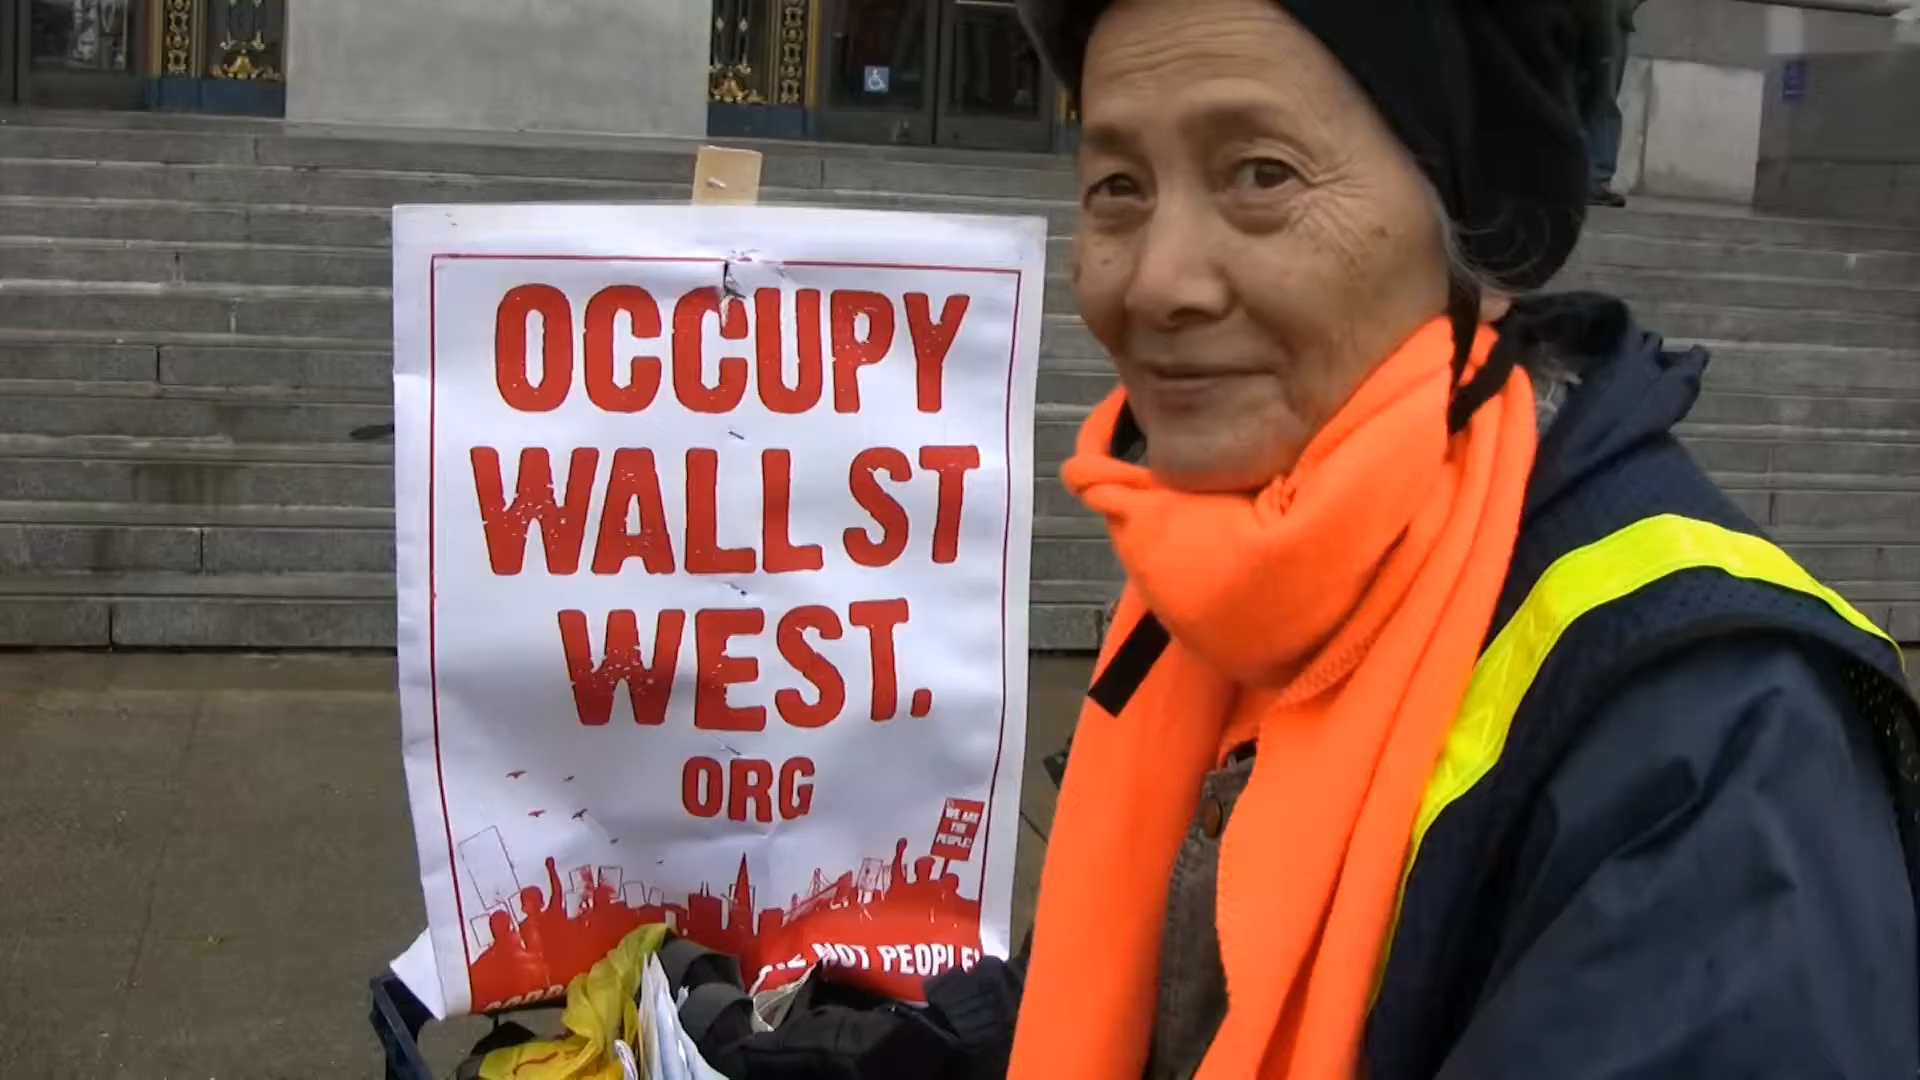 OCCUPY
WALL ST
WEST.
ORG
WE ARE
THE
PEOPLE!
NOT PEOPLE!